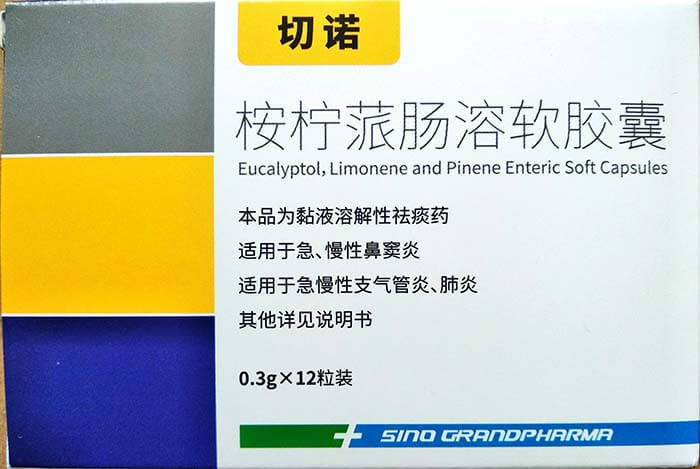 切诺
桉柠蒎肠溶软胶囊
Eucalyptol, Limonene and Pinene Enteric Soft Capsules
本品为黏液溶解性祛痰药
适用于急、慢性鼻窦炎
适用于急慢性支气管炎、肺炎
其他详见说明书
0.3g×12粒装
SINO GRANDPHARMA